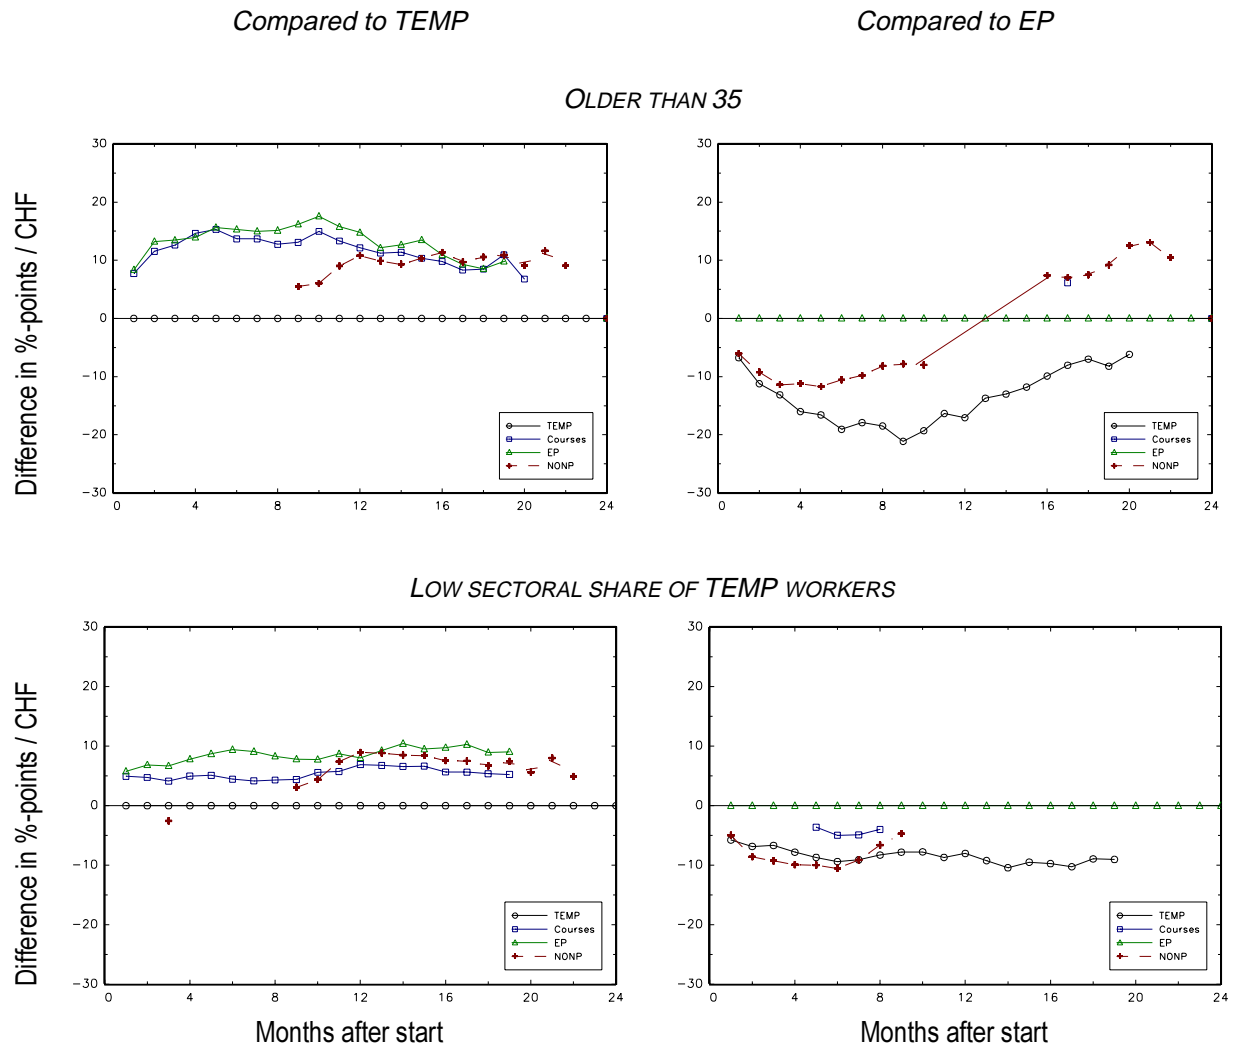 Compared to TEMP
Compared to EP
OLDER THAN 35
Difference in %-points / CHF
30
20
10
0
−10
−20
−30
0 4 8 12 16 20 24
TEMP
Courses
EP
NONP
30
20
10
0
−10
−20
−30
0 4 8 12 16 20 24
TEMP
Courses
EP
NONP
LOW SECTORAL SHARE OF TEMP WORKERS
Difference in %-points / CHF
30
20
10
0
−10
−20
−30
0 4 8 12 16 20 24
TEMP
Courses
EP
NONP
Months after start
30
20
10
0
−10
−20
−30
0 4 8 12 16 20 24
TEMP
Courses
EP
NONP
Months after start